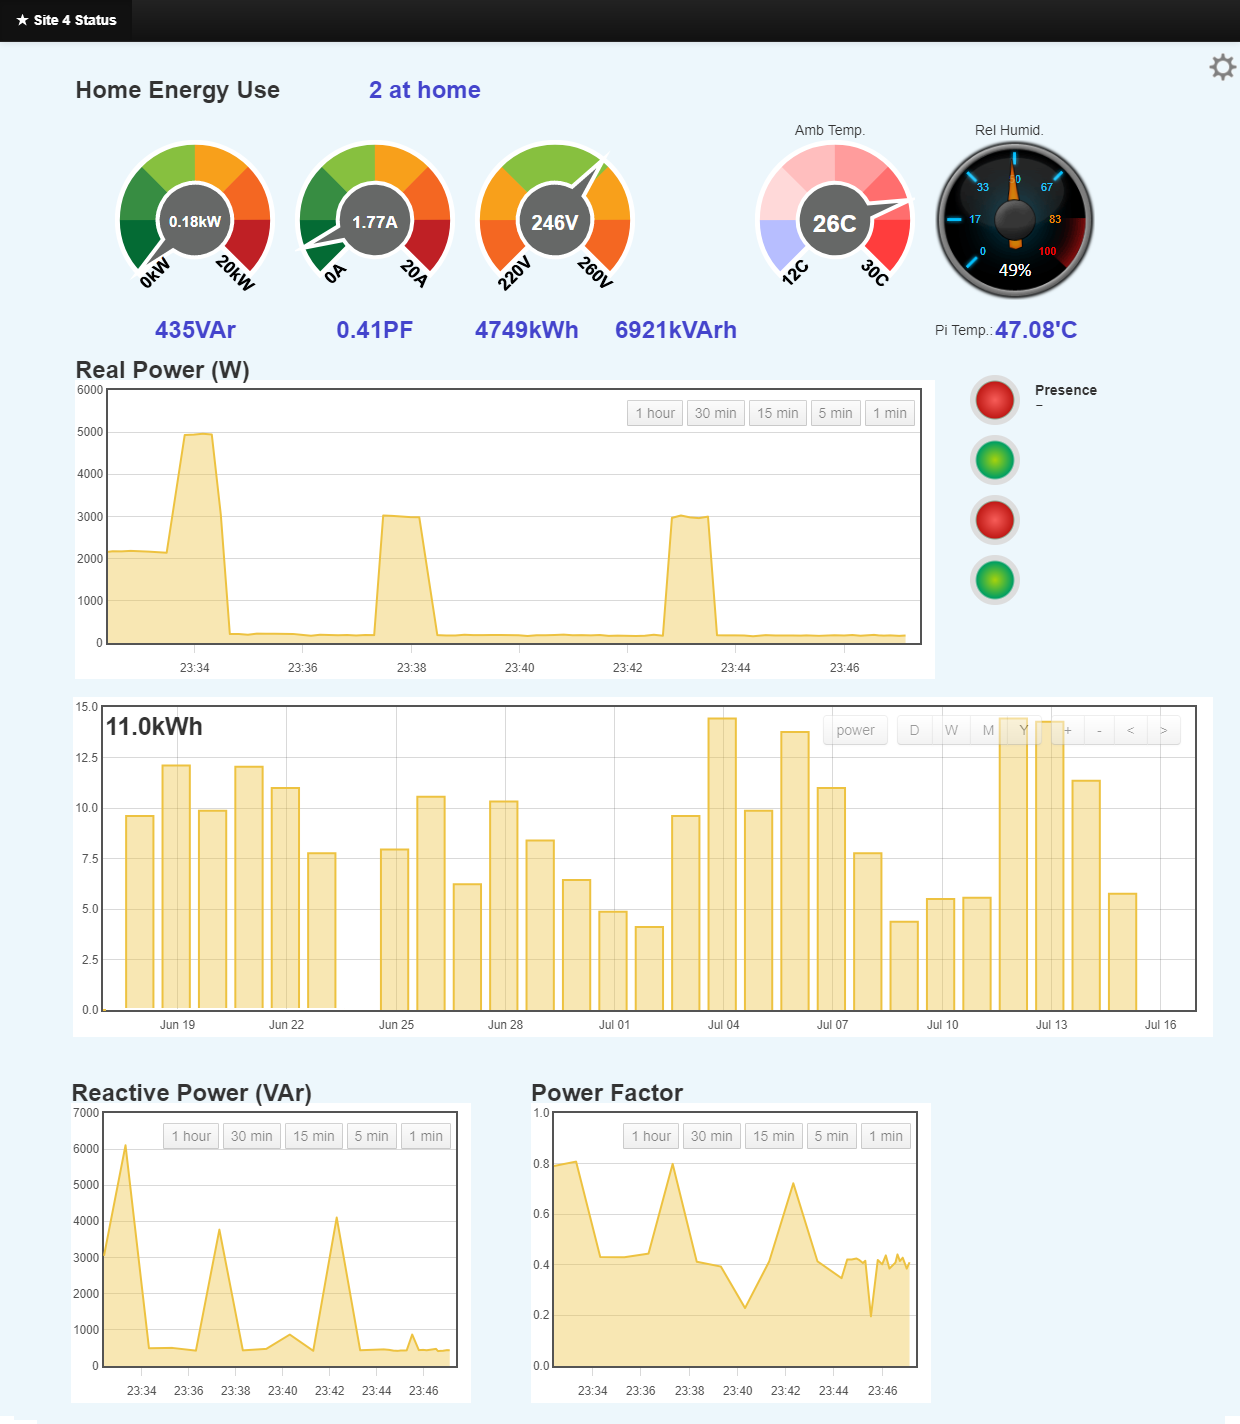 ★ Site 4 Status
Home Energy Use 2 at home
Amb Temp. Rel Humid.
0.18kW 0kW 20kW
1.77A 0A 20A
246V 220V 260V
26C 12C 30C
0 17 33 50 67 83 100
49%
435VAr 0.41PF 4749kWh 6921kVArh Pi Temp.: 47.08'C
Real Power (W)
Presence
–
1 hour 30 min 15 min 5 min 1 min
6000
5000
4000
3000
2000
1000
0
23:34 23:36 23:38 23:40 23:42 23:44 23:46
11.0kWh power D W M Y + - < >
15.0
12.5
10.0
7.5
5.0
2.5
0.0
Jun 19 Jun 22 Jun 25 Jun 28 Jul 01 Jul 04 Jul 07 Jul 10 Jul 13 Jul 16
Reactive Power (VAr)
1 hour 30 min 15 min 5 min 1 min
7000
6000
5000
4000
3000
2000
1000
0
23:34 23:36 23:38 23:40 23:42 23:44 23:46
Power Factor
1 hour 30 min 15 min 5 min 1 min
1.0
0.8
0.6
0.4
0.2
0.0
23:34 23:36 23:38 23:40 23:42 23:44 23:46